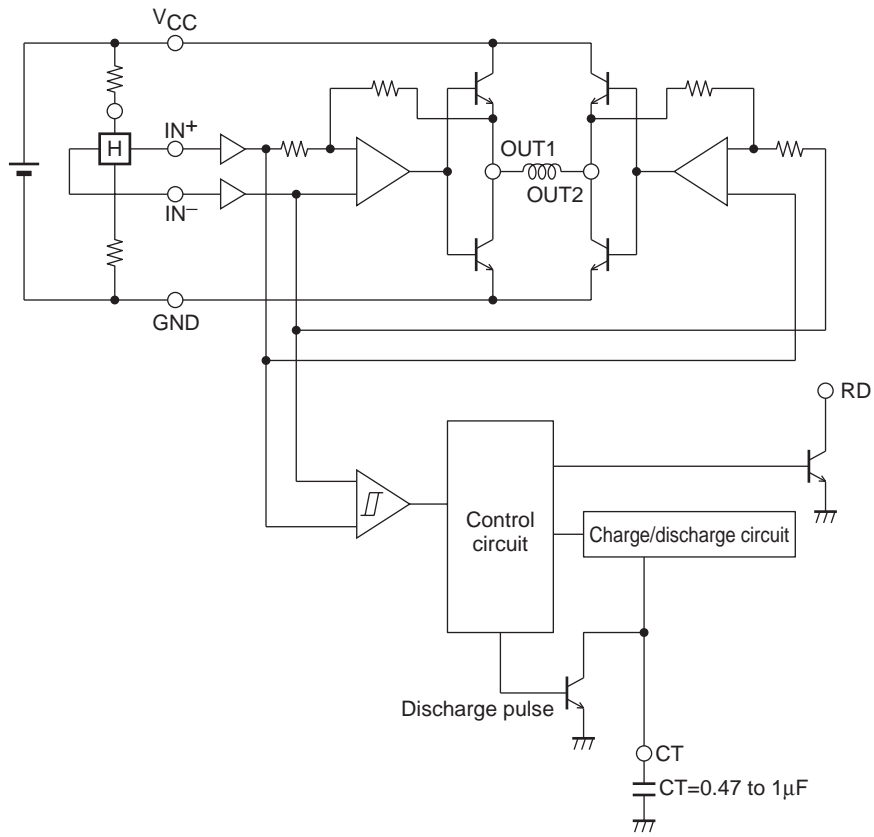 VCC
IN+
H
IN−
OUT1
OUT2
GND
RD
Control
circuit
Charge/discharge circuit
Discharge pulse
CT
CT=0.47 to 1μF